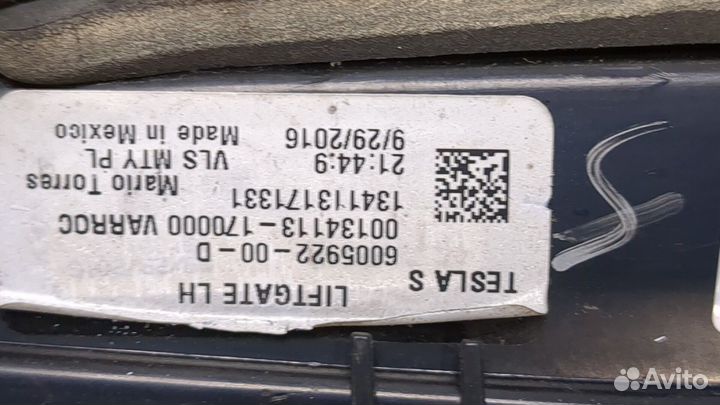 TESLA S LIFTGATE LH
6005922-00-D
00134113-170000 VARROC
1341131171331 Mario Torres
21:44:9 VLS MTY PL
9/29/2016 Made in Mexico
Avito